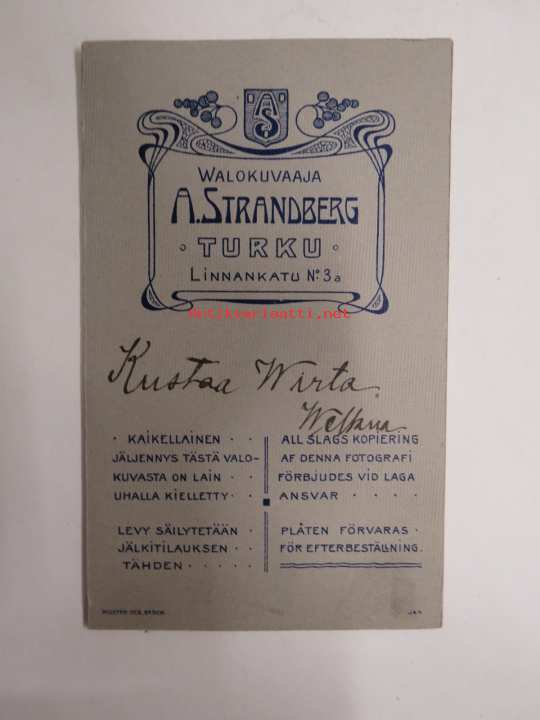 AS
WALOKUVAAJA
A. STRANDBERG
TURKU
LINNANKATU No 3a
Antikvariaatti.net
Kustaa Wirta
KAIKELLAINEN
JÄLJENNYS TÄSTÄ VALO-
KUVASTA ON LAIN
UHALLA KIELLETTY
LEVY SÄILYTETÄÄN
JÄLKITILAUKSEN
TÄHDEN
ALL SLAGS KOPIERING
AF DENNA FOTOGRAFI
FÖRBJUDES VID LAGA
ANSVAR
PLÅTEN FÖRVARAS
FÖR EFTERBESTÄLLNING.